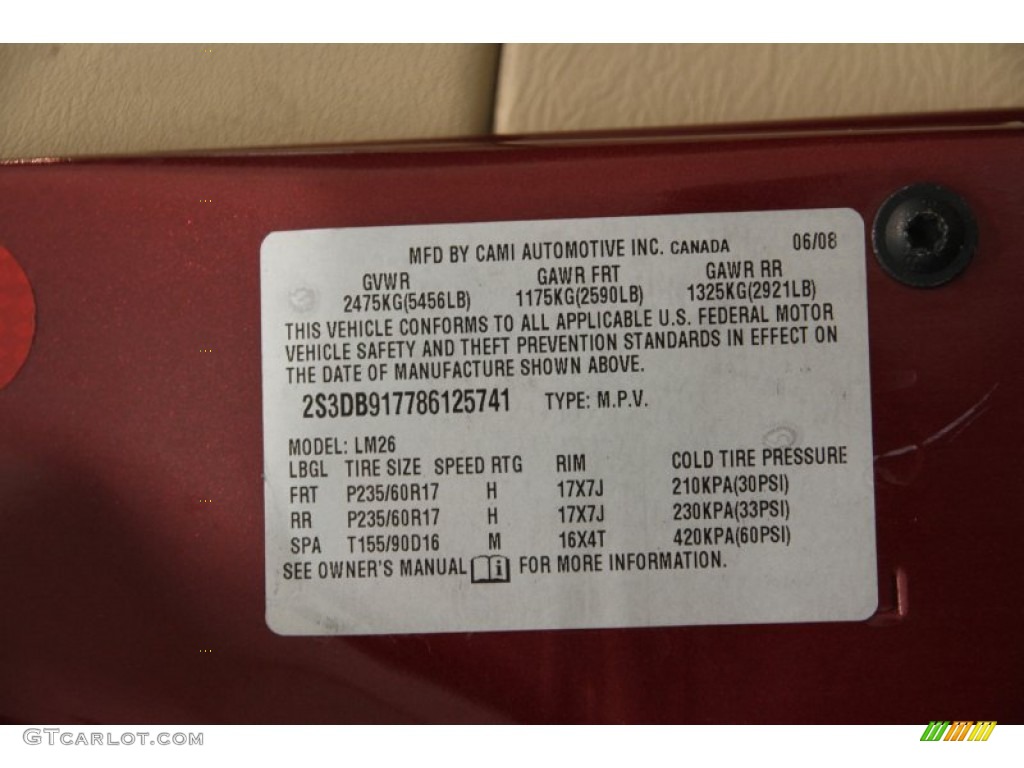 MFD BY CAMI AUTOMOTIVE INC. CANADA 06/08
GVWR GAWR FRT GAWR RR
2475KG(5456LB) 1175KG(2590LB) 1325KG(2921LB)
THIS VEHICLE CONFORMS TO ALL APPLICABLE U.S. FEDERAL MOTOR
VEHICLE SAFETY AND THEFT PREVENTION STANDARDS IN EFFECT ON
THE DATE OF MANUFACTURE SHOWN ABOVE.
2S3DB917786125741 TYPE: M.P.V.
MODEL: LM26
LBGL TIRE SIZE SPEED RTG RIM COLD TIRE PRESSURE
FRT P235/60R17 H 17X7J 210KPA(30PSI)
RR P235/60R17 H 17X7J 230KPA(33PSI)
SPA T155/90D16 M 16X4T 420KPA(60PSI)
SEE OWNER'S MANUAL i FOR MORE INFORMATION.
GTCARLOT.COM